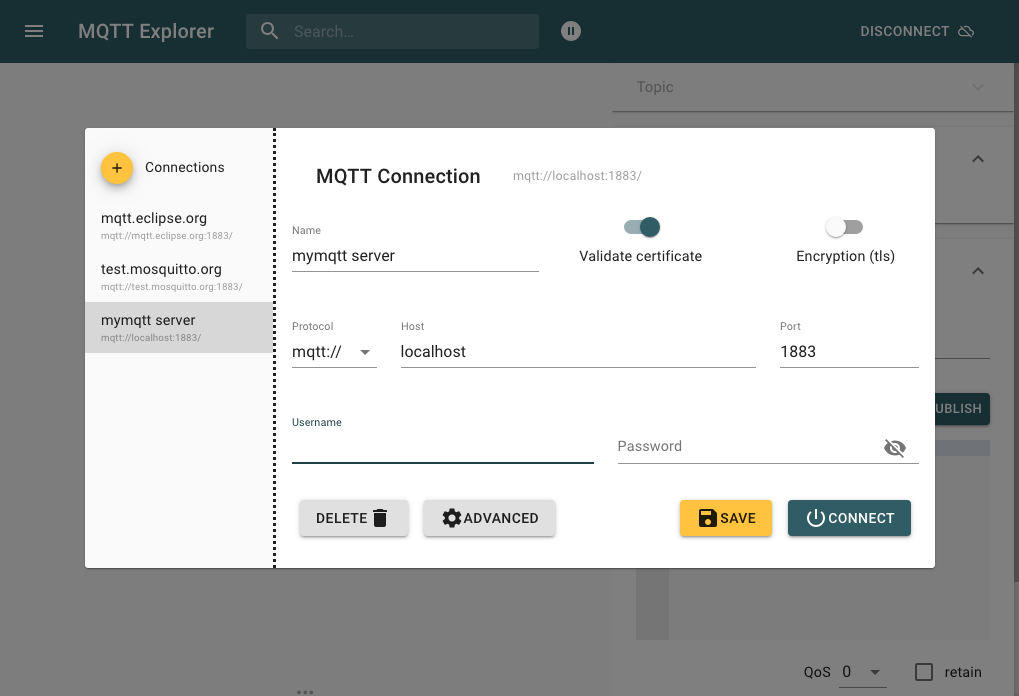 MQTT Explorer
Search...
DISCONNECT
Topic
Connections
mqtt.eclipse.org
mqtt://mqtt.eclipse.org:1883/
test.mosquitto.org
mqtt://test.mosquitto.org:1883/
mymqtt server
mqtt://localhost:1883/
MQTT Connection
mqtt://localhost:1883/
Name
mymqtt server
Validate certificate
Encryption (tls)
Protocol
mqtt://
Host
localhost
Port
1883
Username
Password
DELETE
ADVANCED
SAVE
CONNECT
UBLISH
QoS
0
retain